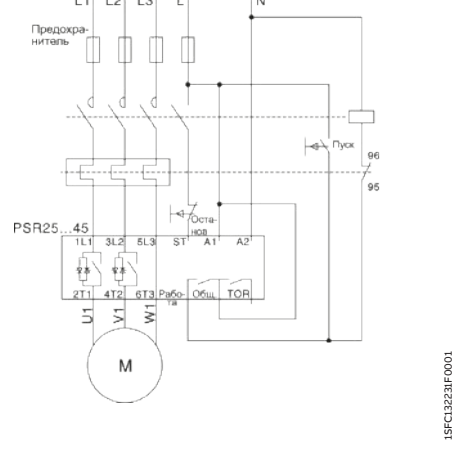 L1 L2 L3 L N
Предохра-
нитель
Пуск
96
95
Оста-
нов
PSR25...45
1L1 3L2 5L3 ST A1 A2
2T1 4T2 6T3 Рабо-
та
Общ. TOR
U1 V1 W1
M
1SFC132231F0001